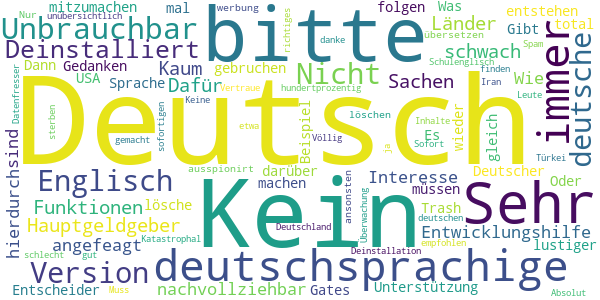 Nur
unübersichtlich
mitzumachen
mal
werbung
bitte
folgen
Was
entstehen
richtiges
Unbrauchbar
danke
Länder
Gibt
total
übersetzen
Deinstalliert
Kaum
gebruchen
Nicht
schwach
Spam
Schulenglisch
immer
deutsche
Dann
Gedanken
USA
Sprache
Dafür
hundertprozentig
Sachen
Wie
finden
Iran
Datenfresser
Deutsch
Vertraue
Keine
löschen
Inhalte
Leute
sterben
sofortigen
etwa
Beispiel
Es
wieder
gleich
gemacht
Völlig
ja
Sofort
Türkei
hierdurch
sind
Englisch
ausspioniert
darüber
Kein
Interesse
Deutscher
machen
müssen
Oder
Sehr
Funktionen
lösche
ansonsten
Überwachung
Trash
deutschen
Hauptgeldgeber
Deutschland
Entwicklungshilfe
angefeagt
Katastrophal
Deinstallation
empfohlen
lustiger
schlecht
gut
Version
deutschsprachige
Entscheider
Muss
nachvollziehbar
Gates
Unterstützung
Absolut